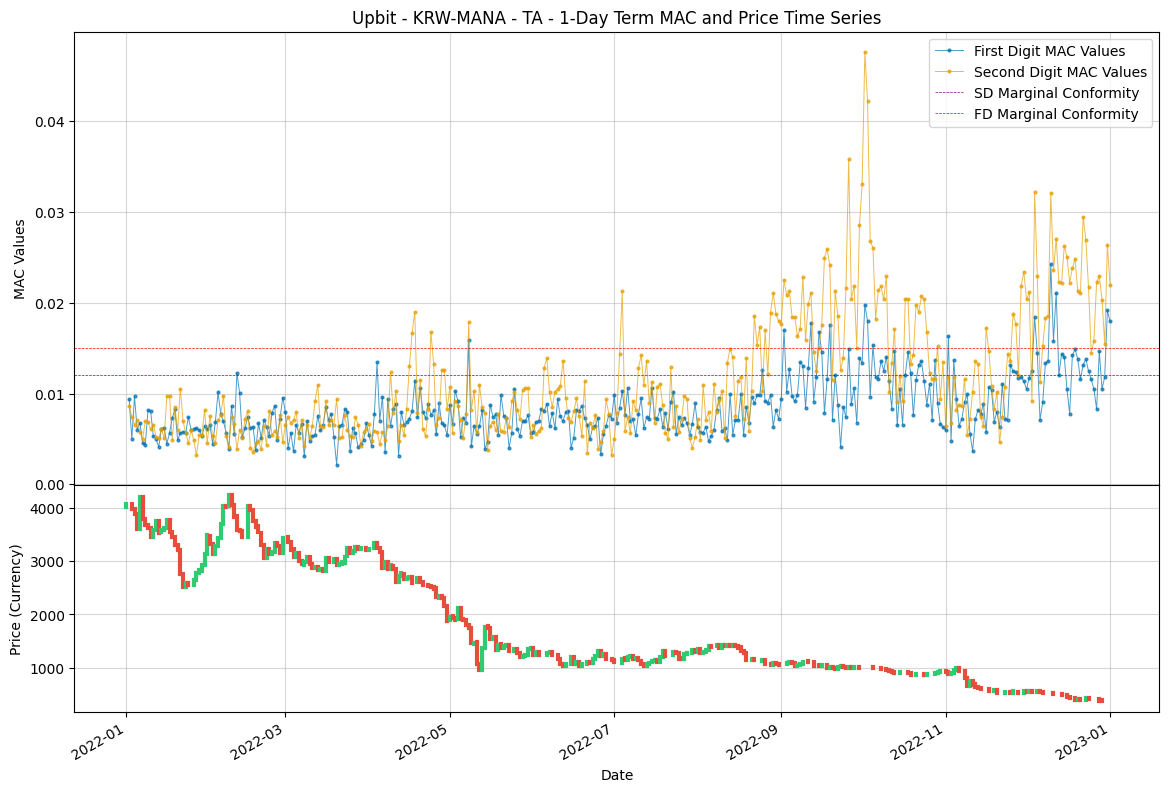 Upbit - KRW-MANA - TA - 1-Day Term MAC and Price Time Series
First Digit MAC Values
Second Digit MAC Values
SD Marginal Conformity
FD Marginal Conformity
MAC Values
0.04
0.03
0.02
0.01
0.00
Price (Currency)
4000
3000
2000
1000
2022-01
2022-03
2022-05
2022-07
2022-09
2022-11
2023-01
Date